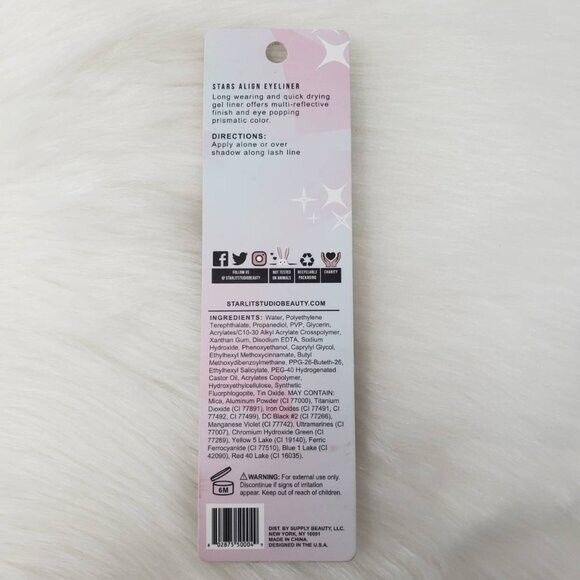 STARS ALIGN EYELINER
Long wearing and quick drying
gel liner offers multi-reflective
finish and eye popping
prismatic color.
DIRECTIONS:
Apply alone or over
shadow along lash line
FOLLOW US
@STARLITSTUDIOBEAUTY
NOT TESTED
ON ANIMALS
RECYCLABLE
PACKAGING
CHARITY
STARLITSTUDIOBEAUTY.COM
INGREDIENTS: Water, Polyethylene
Terephthalate, Propanediol, PVP, Glycerin,
Acrylates/C10-30 Alkyl Acrylate Crosspolymer,
Xanthan Gum, Disodium EDTA, Sodium
Hydroxide, Phenoxyethanol, Caprylyl Glycol,
Ethylhexyl Methoxycinnamate, Butyl
Methoxydibenzoylmethane, PPG-26-Buteth-26,
Ethylhexyl Salicylate, PEG-40 Hydrogenated
Castor Oil, Acrylates Copolymer,
Hydroxyethylcellulose, Synthetic
Fluorphlogopite, Tin Oxide. MAY CONTAIN:
Mica, Aluminum Powder (CI 77000), Titanium
Dioxide (CI 77891), Iron Oxides (CI 77491, CI
77492, CI 77499), DC Black #2 (CI 77266),
Manganese Violet (CI 77742), Ultramarines (CI
77007), Chromium Hydroxide Green (CI
77289), Yellow 5 Lake (CI 19140), Ferric
Ferrocyanide (CI 77510), Blue 1 Lake (CI
42090), Red 40 Lake (CI 16035).
6M
WARNING: For external use only.
Discontinue if signs of irritation
appear. Keep out of reach of children.
DIST. BY SUPPLY BEAUTY, LLC.
NEW YORK, NY 10001
MADE IN CHINA.
DESIGNED IN THE U.S.A.